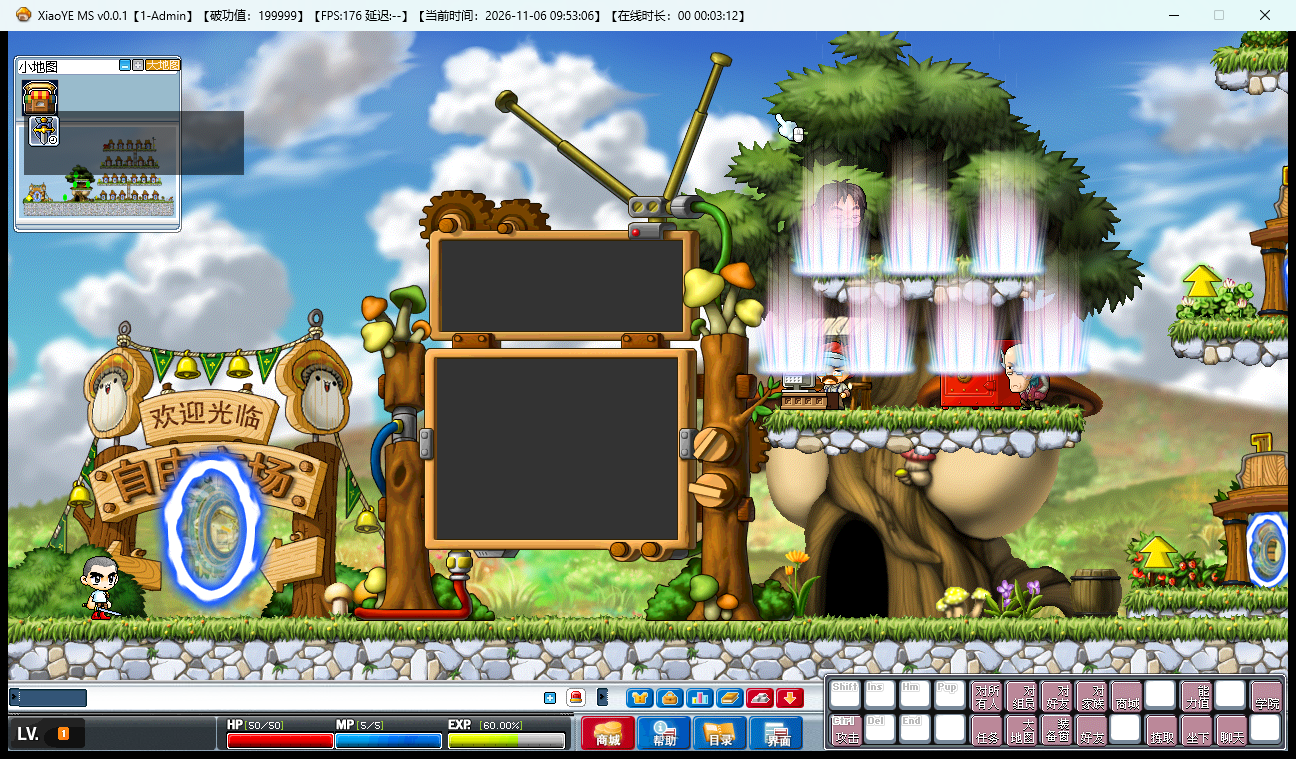 XiaoYE MS v0.0.1【1-Admin】【破功值：199999】【FPS:176 延迟:--】【当前时间：2026-11-06 09:53:06】【在线时长：00 00:03:12】
小地图
大地图
欢迎光临
自由市场
LV. 1
HP [50/50] MP [5/5] EXP. [60.00%]
商城 帮助 目录 界面
Shift Ins Hm Pup 对所有人 对组员 对好友 对家族 商城 能力值 学院
Ctrl 攻击 Del End 任务 大地图 装备窗 好友 拣取 坐下 聊天